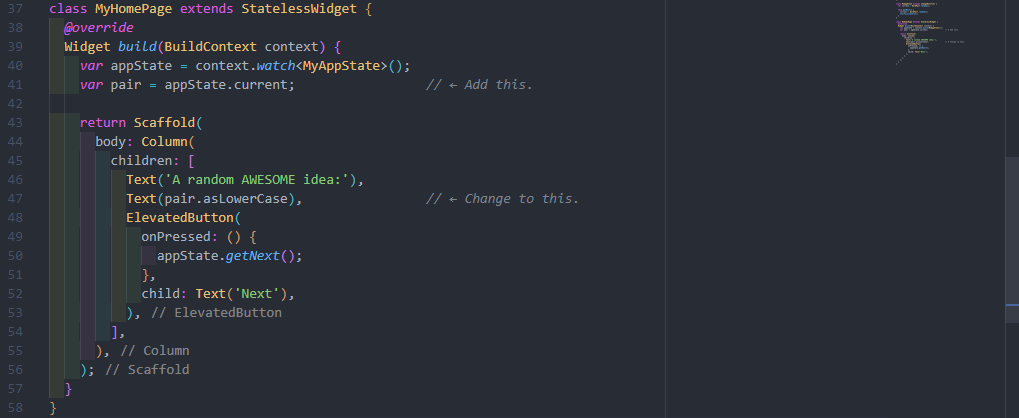 37 class MyHomePage extends StatelessWidget {
38   @override
39   Widget build(BuildContext context) {
40     var appState = context.watch<MyAppState>();
41     var pair = appState.current;                 // ← Add this.
42
43     return Scaffold(
44       body: Column(
45         children: [
46           Text('A random AWESOME idea:'),
47           Text(pair.asLowerCase),                // ← Change to this.
48           ElevatedButton(
49             onPressed: () {
50               appState.getNext();
51             },
52             child: Text('Next'),
53           ), // ElevatedButton
54         ],
55       ), // Column
56     ); // Scaffold
57   }
58 }